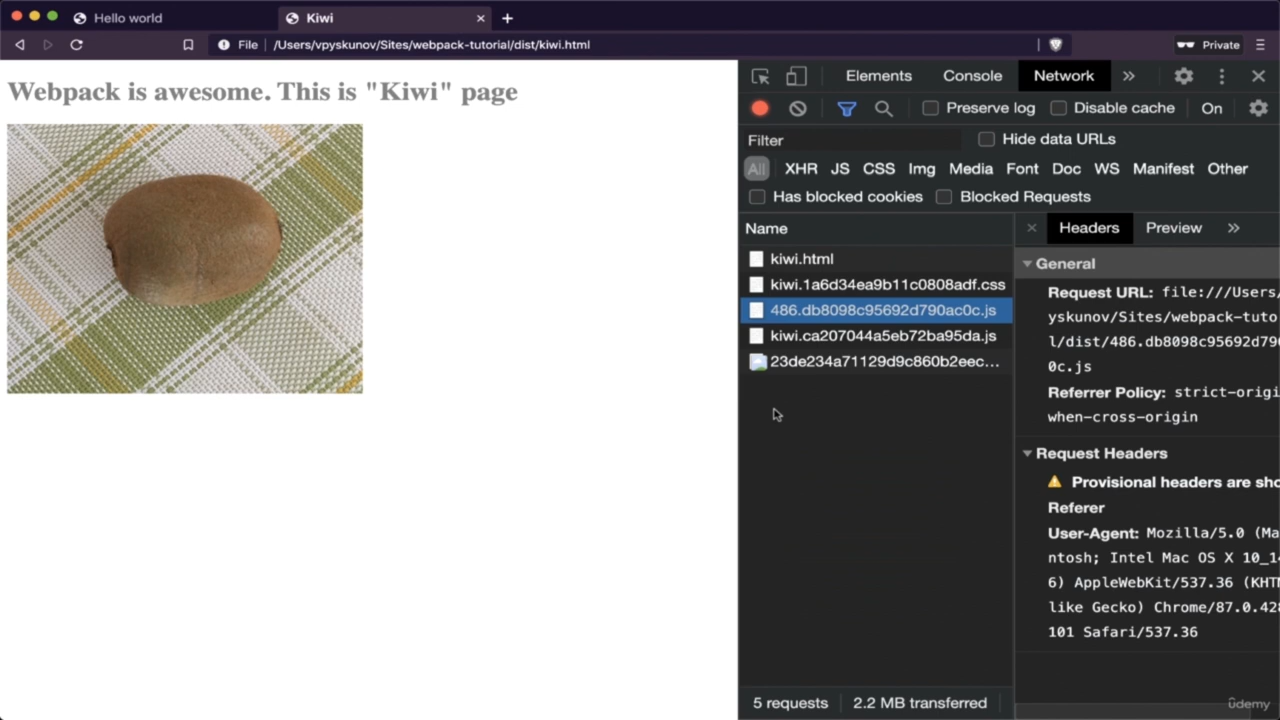 Hello world
Kiwi
File
/Users/vpyskunov/Sites/webpack-tutorial/dist/kiwi.html
Private
Webpack is awesome. This is "Kiwi" page
Elements
Console
Network
Preserve log
Disable cache
On
Filter
Hide data URLs
All
XHR
JS
CSS
Img
Media
Font
Doc
WS
Manifest
Other
Has blocked cookies
Blocked Requests
Name
kiwi.html
kiwi.1a6d34ea9b11c0808adf.css
486.db8098c95692d790ac0c.js
kiwi.ca207044a5eb72ba95da.js
23de234a71129d9c860b2eec...
Headers
Preview
General
Request URL: file:///Users/
yskunov/Sites/webpack-tuto
l/dist/486.db8098c95692d79
0c.js
Referrer Policy: strict-origi
when-cross-origin
Request Headers
Provisional headers are sho
Referer
User-Agent: Mozilla/5.0 (Ma
ntosh; Intel Mac OS X 10_1
6) AppleWebKit/537.36 (KHT
like Gecko) Chrome/87.0.428
101 Safari/537.36
5 requests
2.2 MB transferred
ûdemy